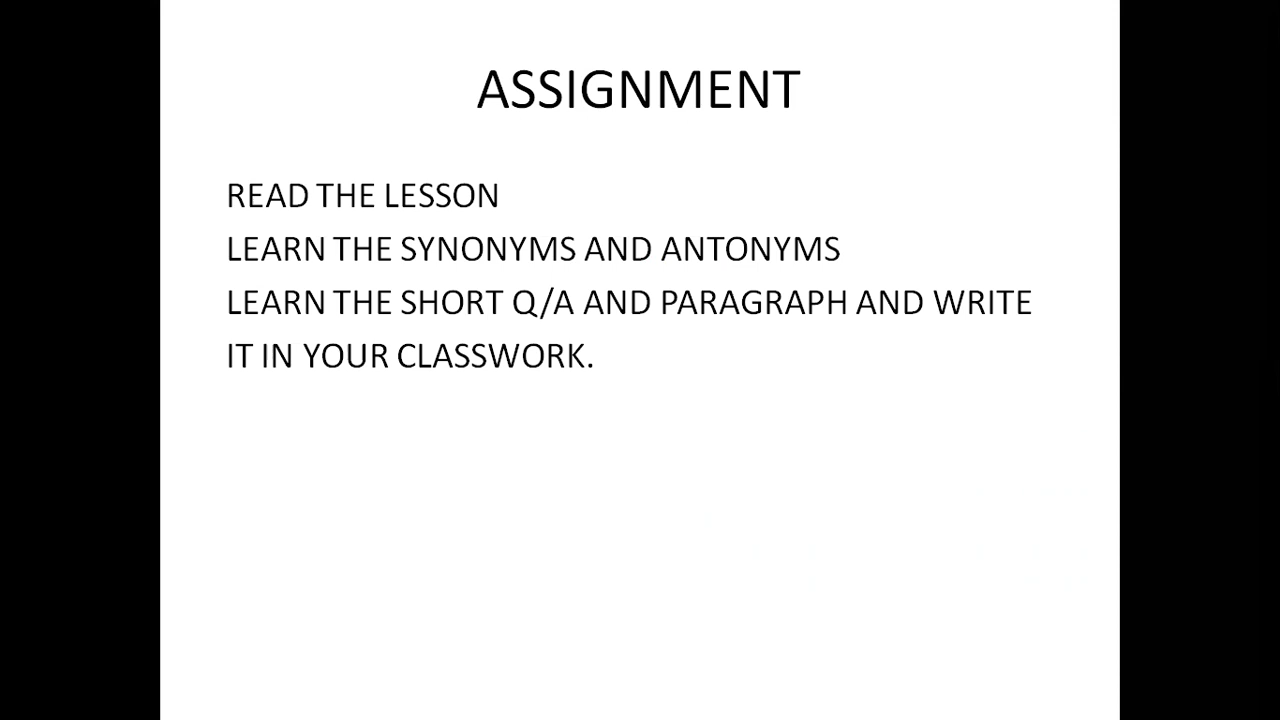 ASSIGNMENT
READ THE LESSON
LEARN THE SYNONYMS AND ANTONYMS
LEARN THE SHORT Q/A AND PARAGRAPH AND WRITE
IT IN YOUR CLASSWORK.